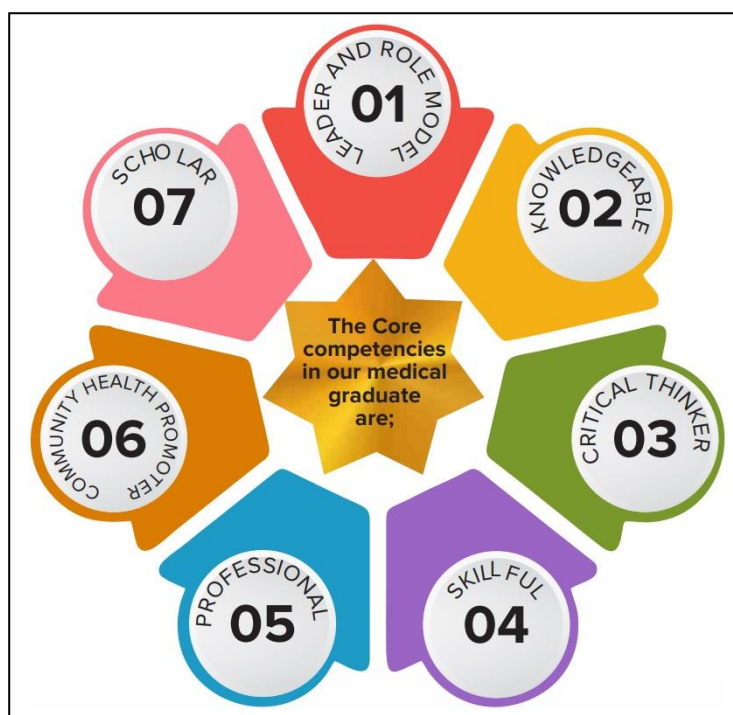 The Core
competencies
in our medical
graduate
are;
LEADER AND ROLE MODEL
01
KNOWLEDGEABLE
02
CRITICAL THINKER
03
SKILLFUL
04
PROFESSIONAL
05
COMMUNITY HEALTH PROMOTER
06
SCHOLAR
07